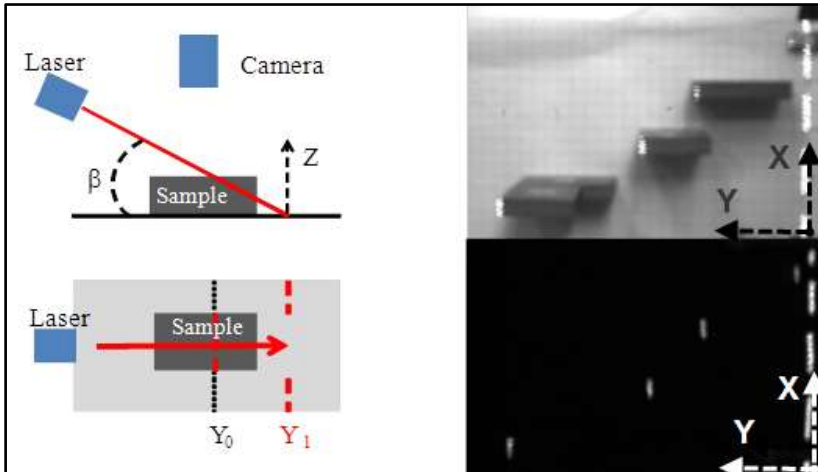 Laser
Camera
β
Z
Sample
Laser
Sample
Y₀
Y₁
X
Y
X
Y